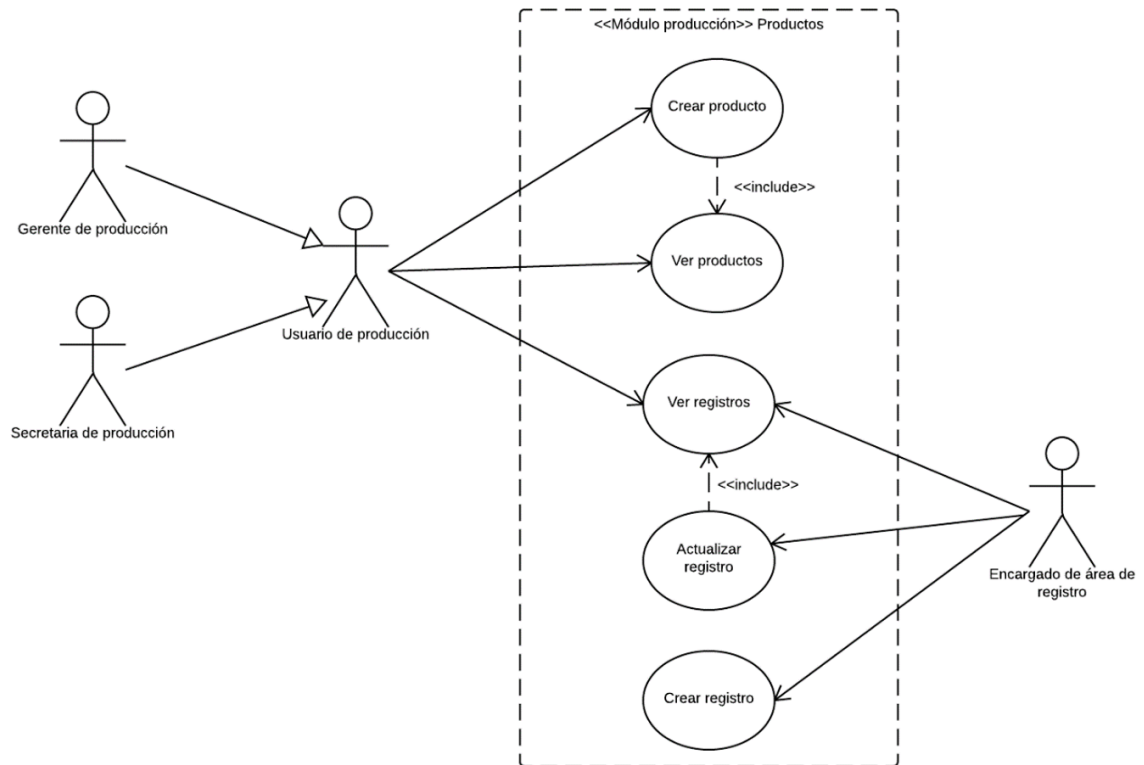 <<Módulo producción>> Productos
Crear producto
<<include>>
Gerente de producción
Ver productos
Usuario de producción
Ver registros
Secretaria de producción
<<include>>
Actualizar
registro
Encargado de área de
registro
Crear registro